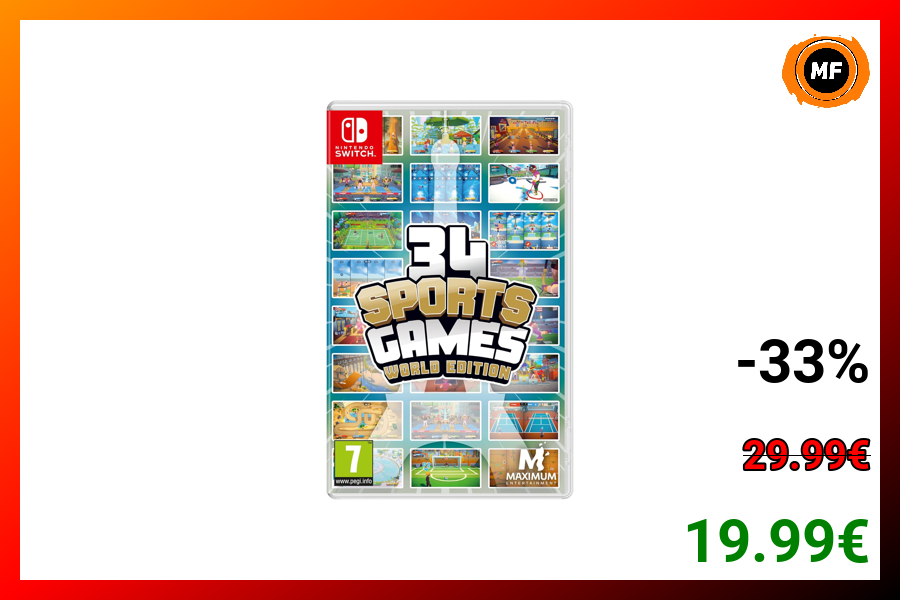 MF
NINTENDO
SWITCH.
34
SPORTS
GAMES
WORLD EDITION
7
www.pegi.info
MAXIMUM
ENTERTAINMENT
-33%
29.99€
19.99€